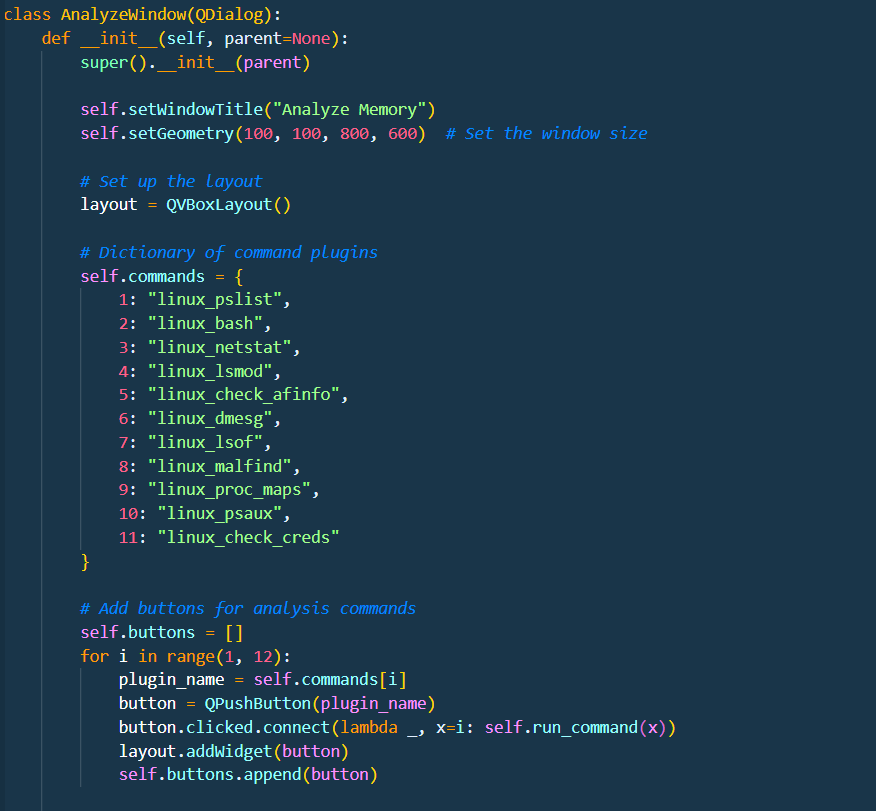 class AnalyzeWindow(QDialog):
    def __init__(self, parent=None):
        super().__init__(parent)

        self.setWindowTitle("Analyze Memory")
        self.setGeometry(100, 100, 800, 600)  # Set the window size

        # Set up the layout
        layout = QVBoxLayout()

        # Dictionary of command plugins
        self.commands = {
            1: "linux_pslist",
            2: "linux_bash",
            3: "linux_netstat",
            4: "linux_lsmod",
            5: "linux_check_afinfo",
            6: "linux_dmesg",
            7: "linux_lsof",
            8: "linux_malfind",
            9: "linux_proc_maps",
            10: "linux_psaux",
            11: "linux_check_creds"
        }

        # Add buttons for analysis commands
        self.buttons = []
        for i in range(1, 12):
            plugin_name = self.commands[i]
            button = QPushButton(plugin_name)
            button.clicked.connect(lambda _, x=i: self.run_command(x))
            layout.addWidget(button)
            self.buttons.append(button)